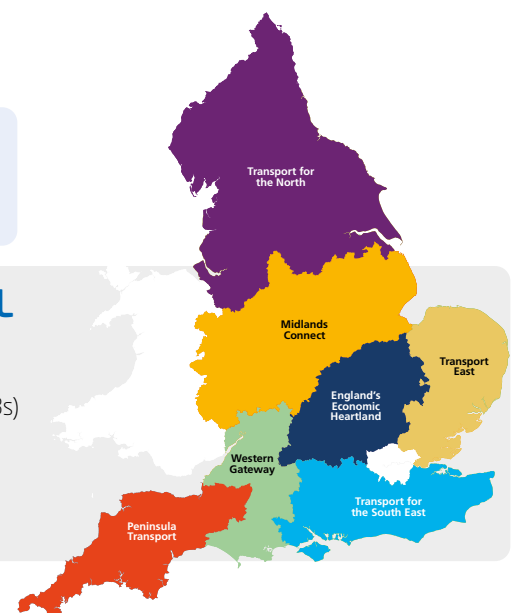 Transport for
the North
L
Midlands
Connect
Transport
East
England's
Economic
Heartland
s)
Western
Gateway
Transport for
the South East
Peninsula
Transport